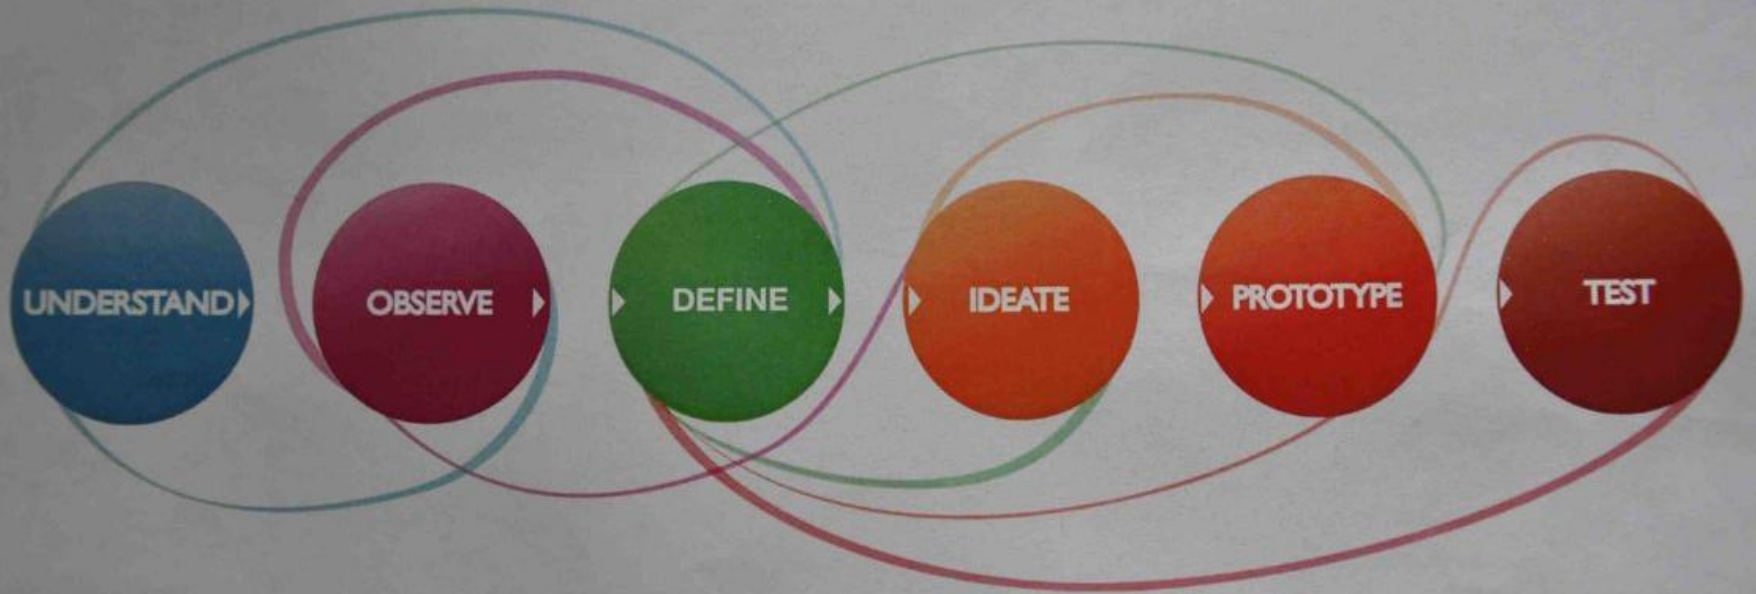 UNDERSTAND
OBSERVE
DEFINE
IDEATE
PROTOTYPE
TEST